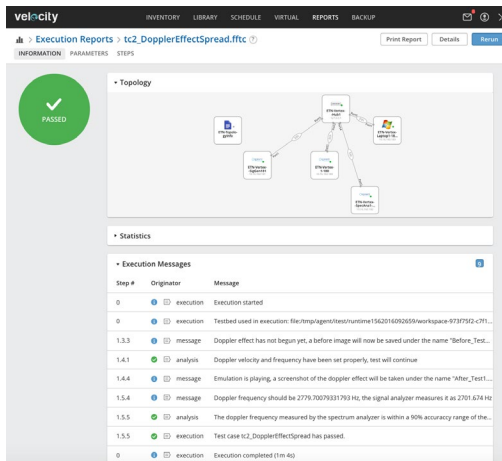 velocity
INVENTORY LIBRARY SCHEDULE VIRTUAL REPORTS BACKUP
> Execution Reports > tc2_DopplerEffectSpread.fftc
Print Report Details Rerun
INFORMATION PARAMETERS STEPS
PASSED
Topology
Statistics
Execution Messages
Step # Originator Message
0 execution Execution started
0 execution Testbed used in execution: file:/tmp/agent/itest/runtime1562016092659/workspace-973f75f2-c7f1...
1.3.3 message Doppler effect has not begun yet, a before image will now be saved under the name "Before_Test...
1.4.1 analysis Doppler velocity and frequency have been set properly, test will continue
1.4.4 message Emulation is playing, a screenshot of the doppler effect will be taken under the name "After_Test1....
1.5.4 message Doppler frequency should be 2779.70079331793 Hz, the signal analyzer measures it as 2701.674 Hz
1.5.5 analysis The doppler frequency measured by the spectrum analyzer is within a 90% accuraccy range of the...
1.5.5 execution Test case tc2_DopplerEffectSpread has passed.
0 execution Execution completed (1m 4s)